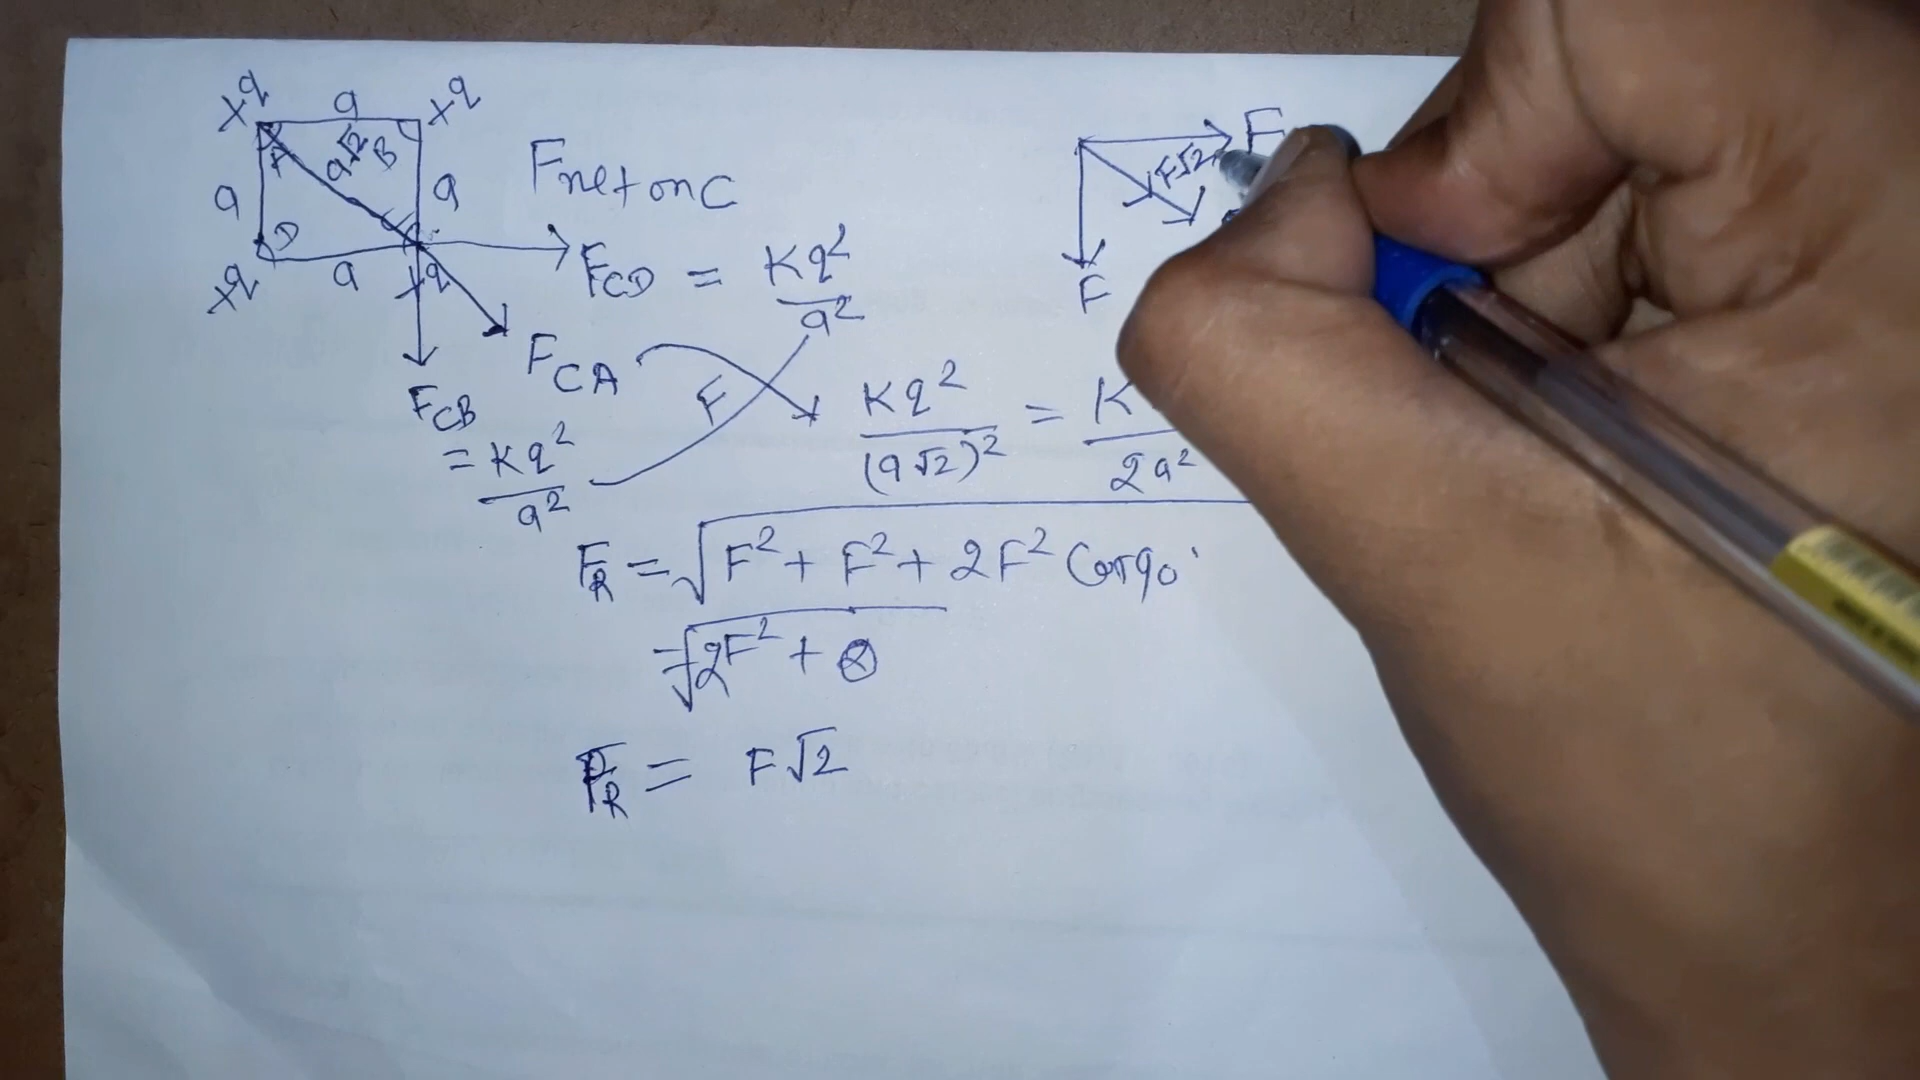 +q a +q
A a√2 B
a a
D C
+q a +q
Fnet on C
FCD = Kq²/a²
FCA
Kq²/(a√2)² = K /2a²
FCB
= Kq²/a²
F
F
F√2
F
FR = √F² + F² + 2F² Cos90°
= √2F² + 0
FR = F√2